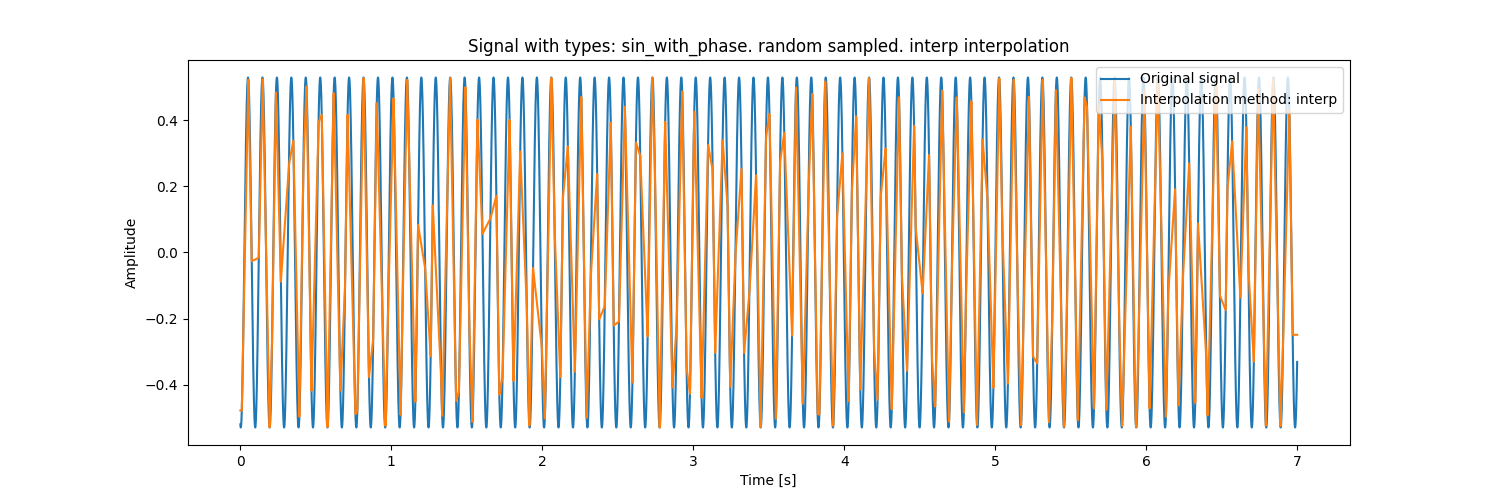 Signal with types: sin_with_phase. random sampled. interp interpolation
Original signal
Interpolation method: interp
Amplitude
0.4
0.2
0.0
−0.2
−0.4
0 1 2 3 4 5 6 7
Time [s]